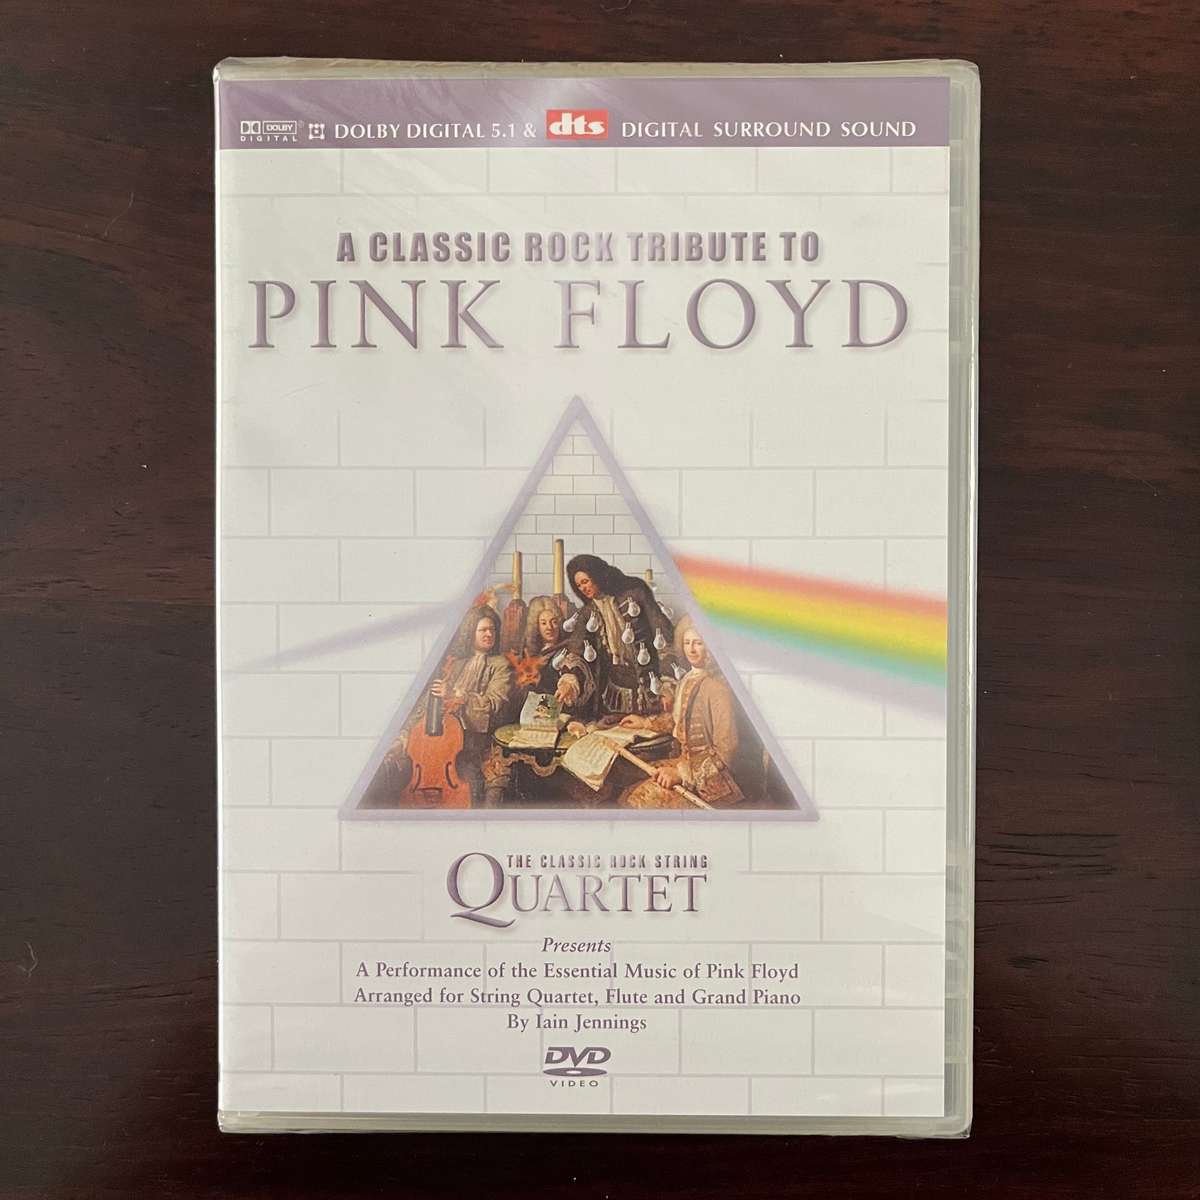 DOLBY DIGITAL DOLBY DIGITAL 5.1 & dts DIGITAL SURROUND SOUND
A CLASSIC ROCK TRIBUTE TO
PINK FLOYD
THE CLASSIC ROCK STRING
QUARTET
Presents
A Performance of the Essential Music of Pink Floyd
Arranged for String Quartet, Flute and Grand Piano
By Iain Jennings
DVD
VIDEO